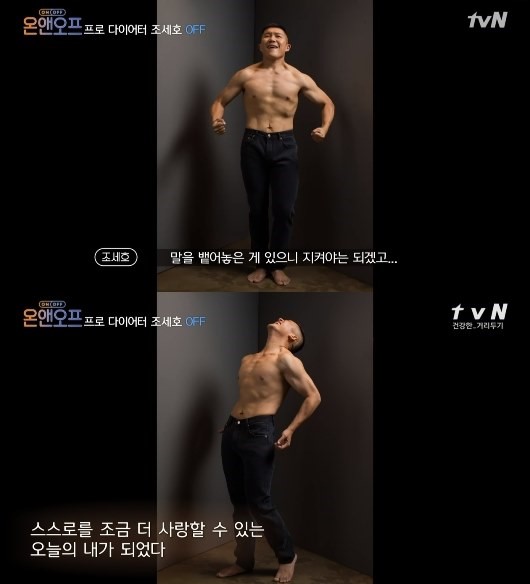 ON&OFF
온앤오프 프로 다이어터 조세호 OFF
tvN
조세호 말을 뱉어놓은 게 있으니 지켜야는 되겠고...
ON&OFF
온앤오프 프로 다이어터 조세호 OFF
t v N
건강한_거리두기
스스로를 조금 더 사랑할 수 있는
오늘의 내가 되었다